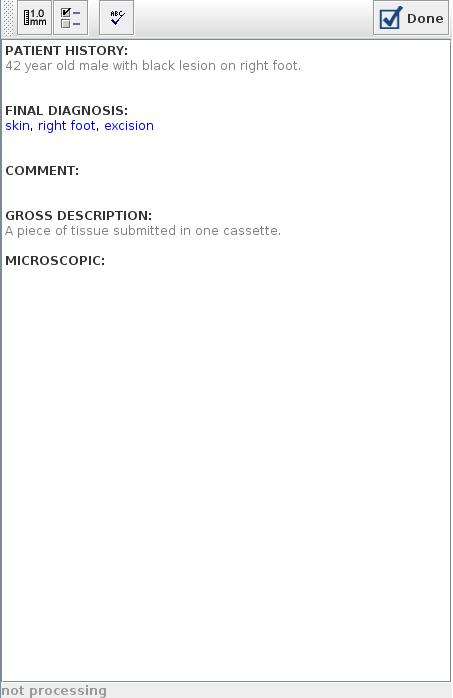 1.0
mm
ABC
Done
PATIENT HISTORY:
42 year old male with black lesion on right foot.
FINAL DIAGNOSIS:
skin, right foot, excision
COMMENT:
GROSS DESCRIPTION:
A piece of tissue submitted in one cassette.
MICROSCOPIC:
not processing